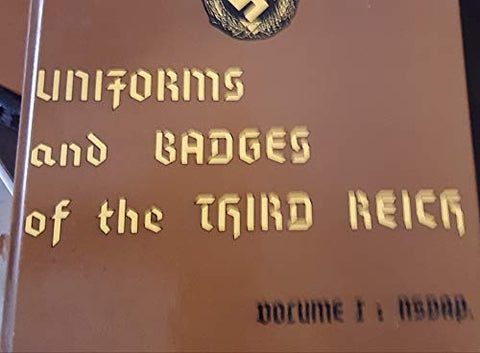 UNIFORMS
and BADGES
of the THIRD REICH
VOLUME I : NSDAP.